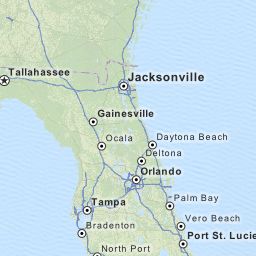 Jacksonville
Tallahassee
Gainesville
Ocala
Daytona Beach
Deltona
Orlando
Palm Bay
Tampa
Vero Beach
Bradenton
Port St. Lucie
North Port